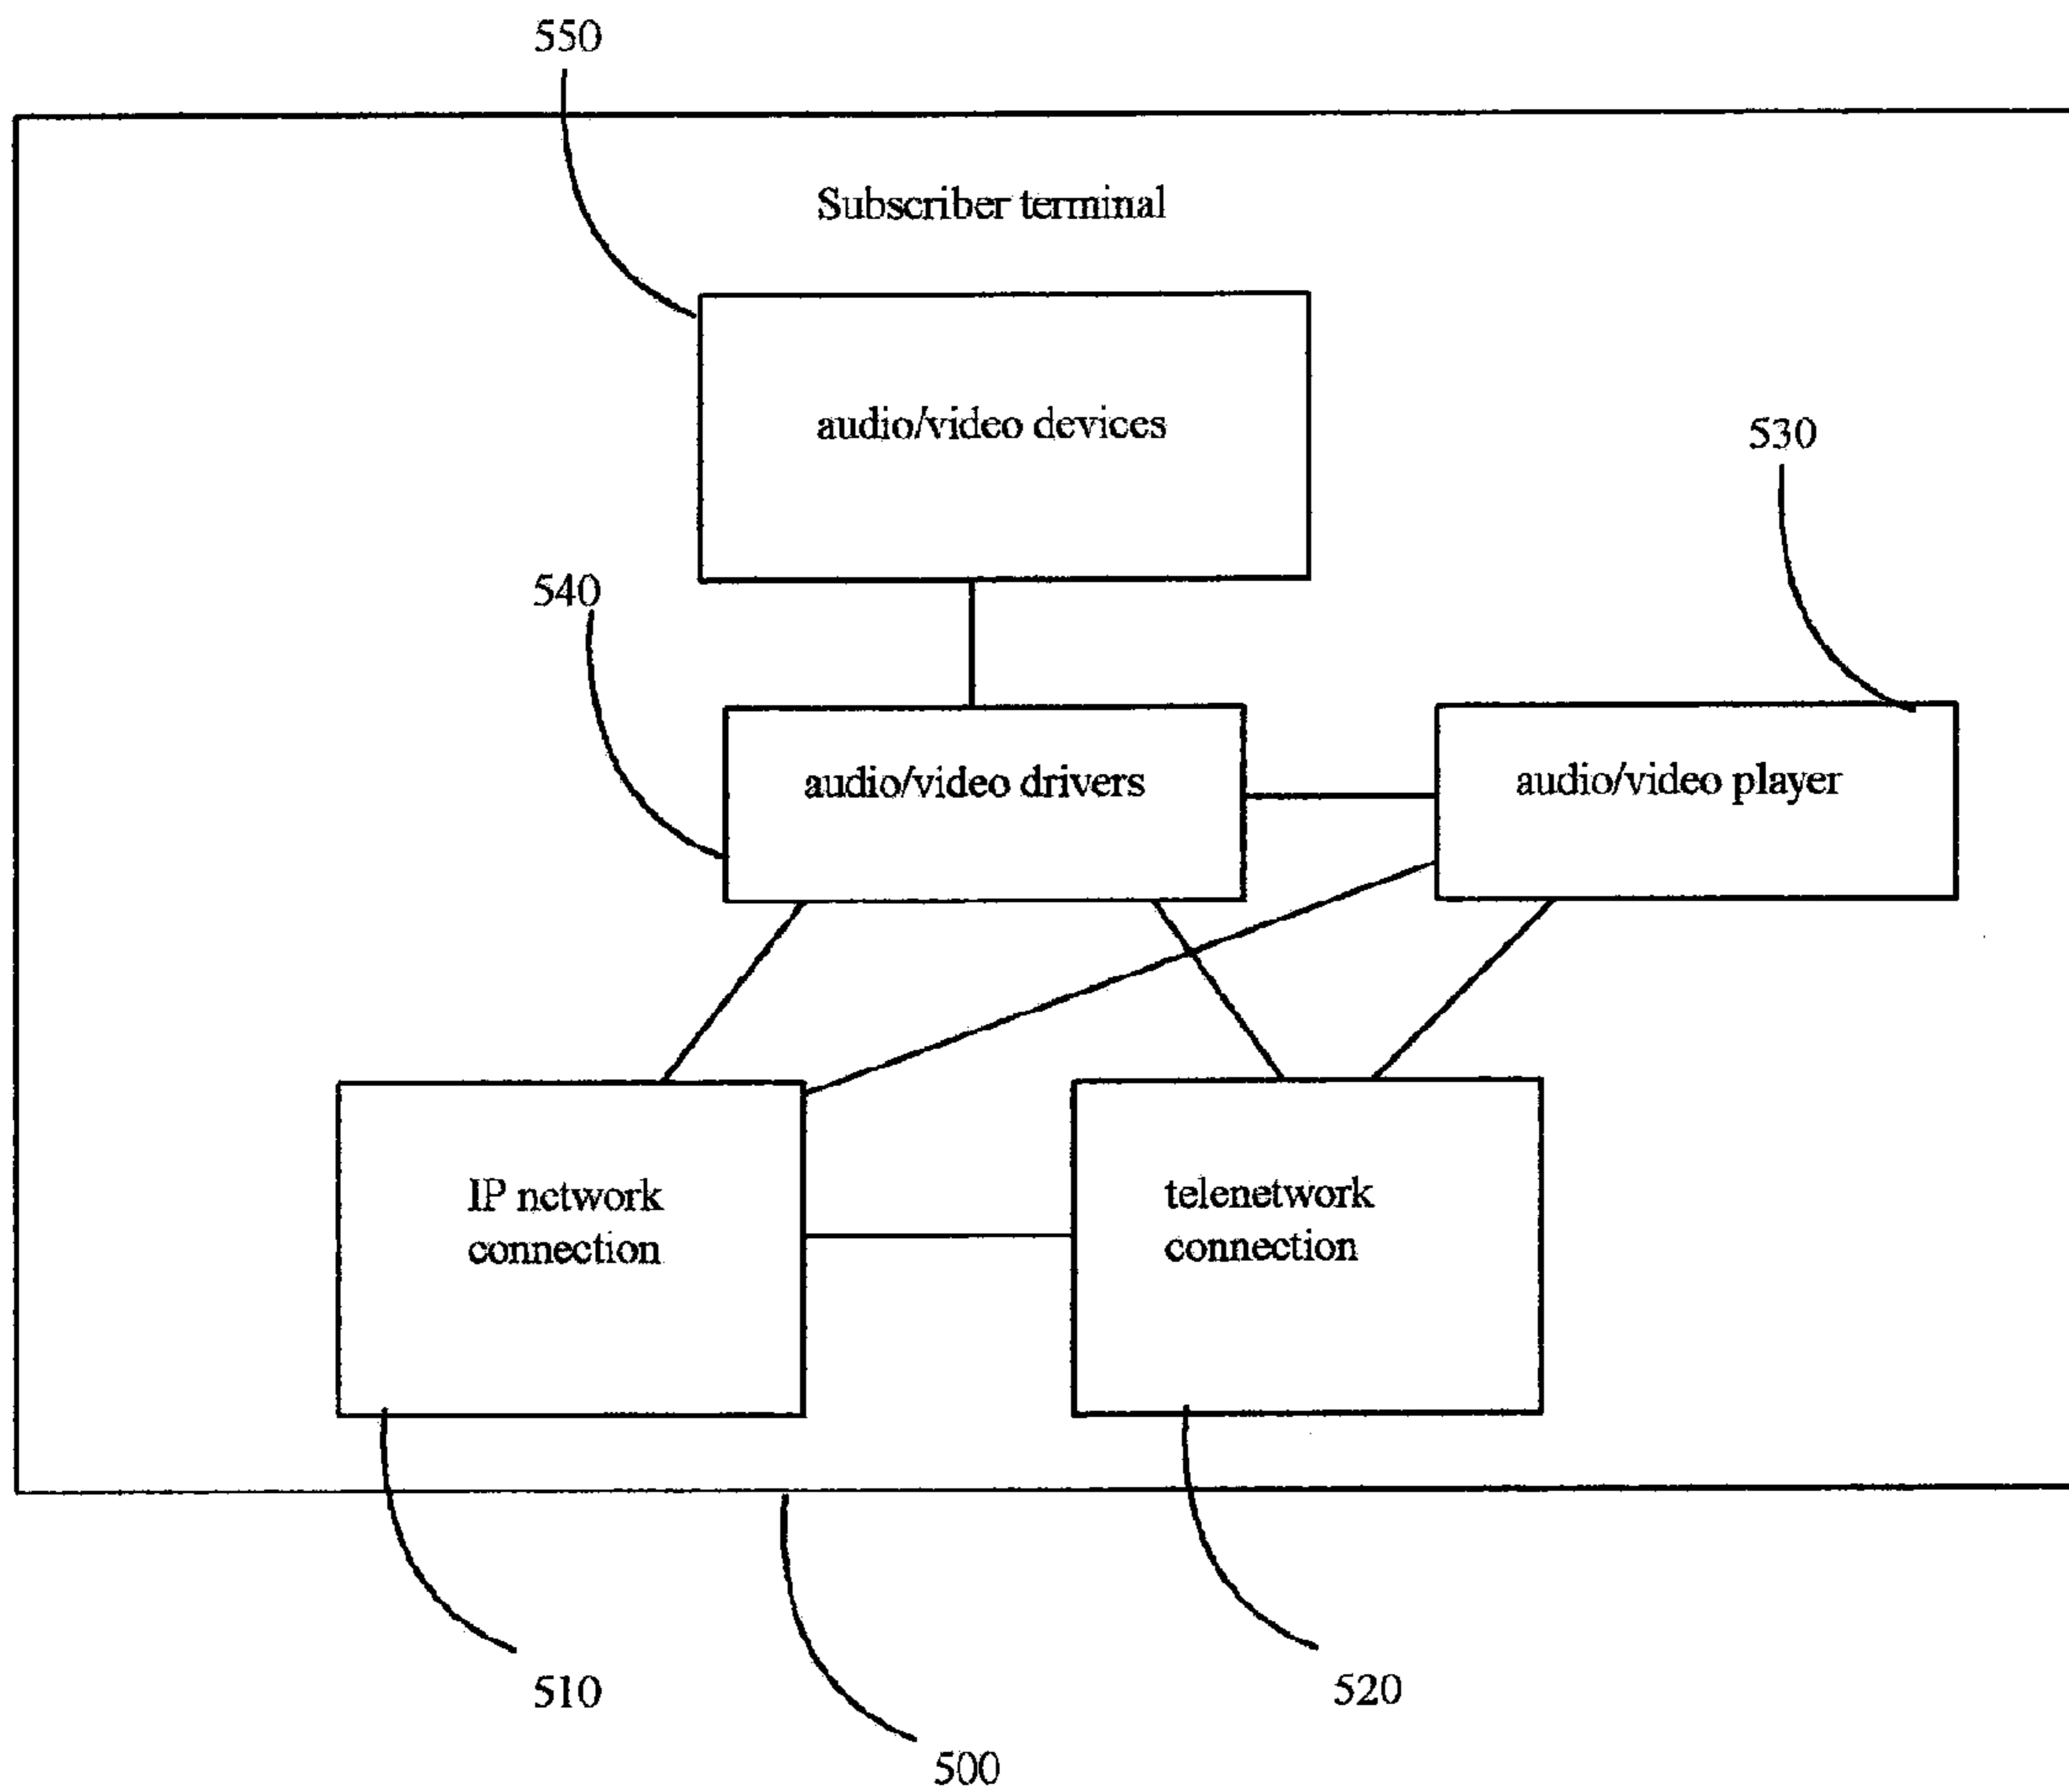 550
Subscriber terminal
audio/video devices
530
540
audio/video drivers
audio/video player
IP network
connection
telenetwork
connection
510
520
500